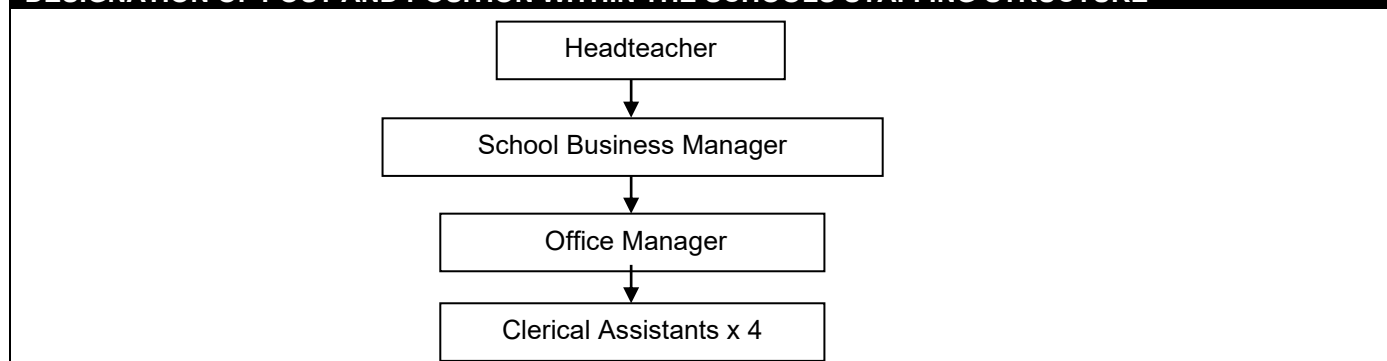 DESIGNATION OF POST AND POSITION WITHIN THE SCHOOLS STAFFING STRUCTURE
Headteacher
School Business Manager
Office Manager
Clerical Assistants x 4